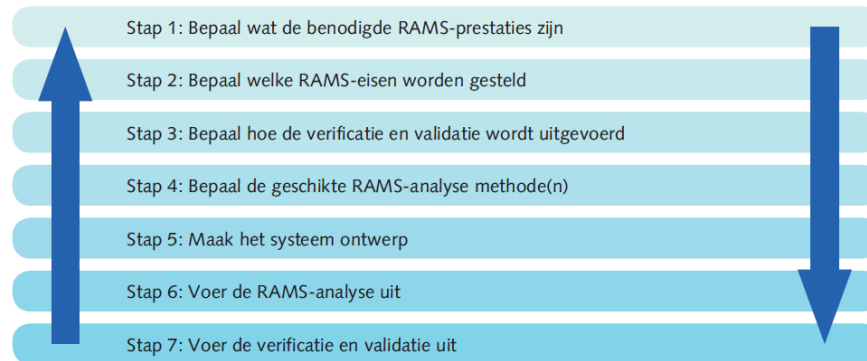 Stap 1: Bepaal wat de benodigde RAMS-prestaties zijn
Stap 2: Bepaal welke RAMS-eisen worden gesteld
Stap 3: Bepaal hoe de verificatie en validatie wordt uitgevoerd
Stap 4: Bepaal de geschikte RAMS-analyse methode(n)
Stap 5: Maak het systeem ontwerp
Stap 6: Voer de RAMS-analyse uit
Stap 7: Voer de verificatie en validatie uit